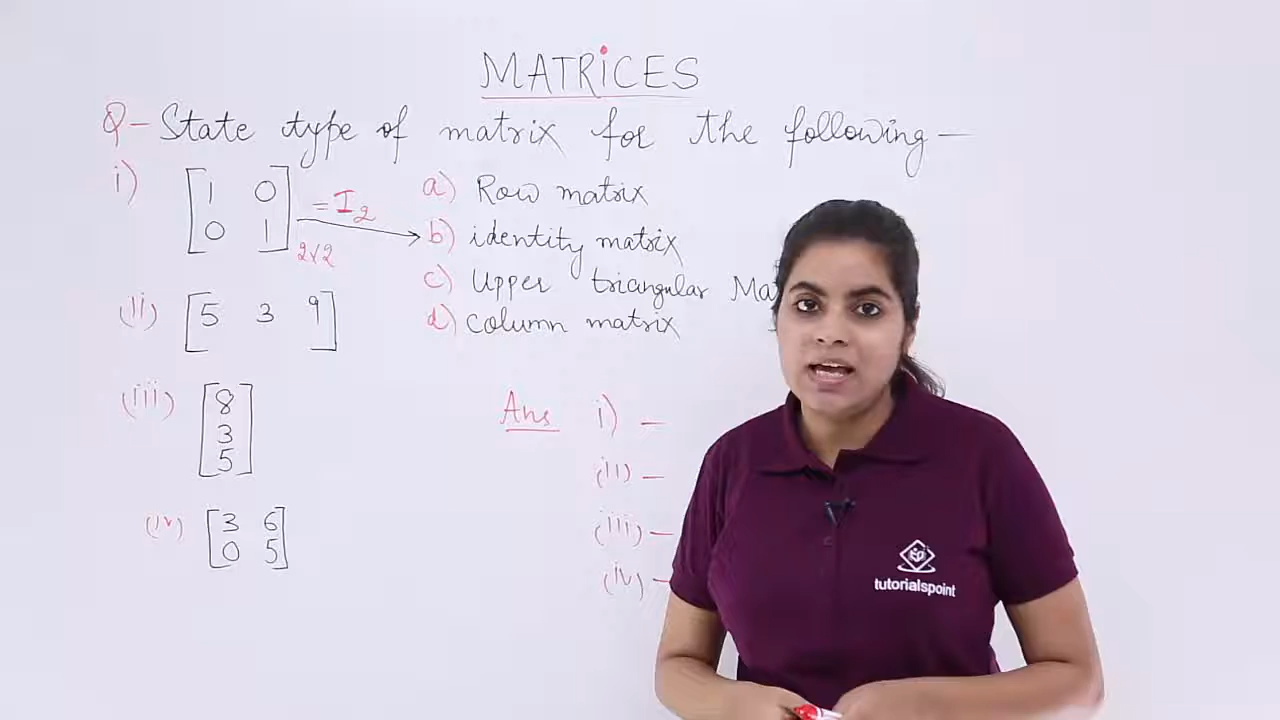 MATRICES
Q- State type of matrix for the following -
i) [1 0
0 1] 2x2 = I2
a) Row matrix
b) identity matrix
c) Upper triangular Mat
d) column matrix
(ii) [5 3 9]
(iii) [8
3
5]
(iv) [3 6
0 5]
Ans i) -
(ii) -
(iii) -
(iv) -
tutorialspoint